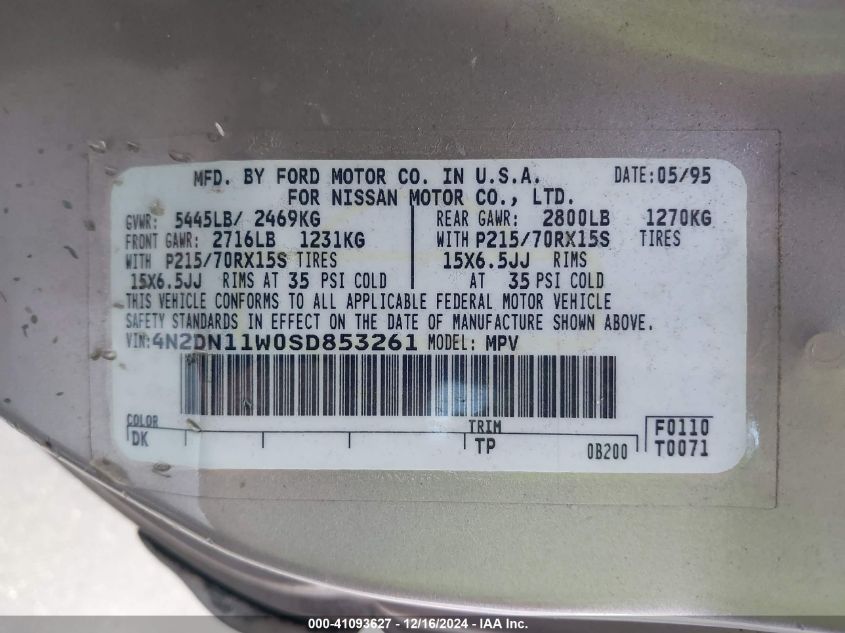 MFD. BY FORD MOTOR CO. IN U.S.A. DATE:05/95
FOR NISSAN MOTOR CO., LTD.
GVWR: 5445LB/ 2469KG REAR GAWR: 2800LB 1270KG
FRONT GAWR: 2716LB 1231KG WITH P215/70RX15S TIRES
WITH P215/70RX15S TIRES 15X6.5JJ RIMS
15X6.5JJ RIMS AT 35 PSI COLD AT 35 PSI COLD
THIS VEHICLE CONFORMS TO ALL APPLICABLE FEDERAL MOTOR VEHICLE
SAFETY STANDARDS IN EFFECT ON THE DATE OF MANUFACTURE SHOWN ABOVE.
VIN:4N2DN11W0SD853261 MODEL: MPV
COLOR TRIM F0110
DK TP 0B200 T0071
000-41093627 - 12/16/2024 - IAA, Inc.